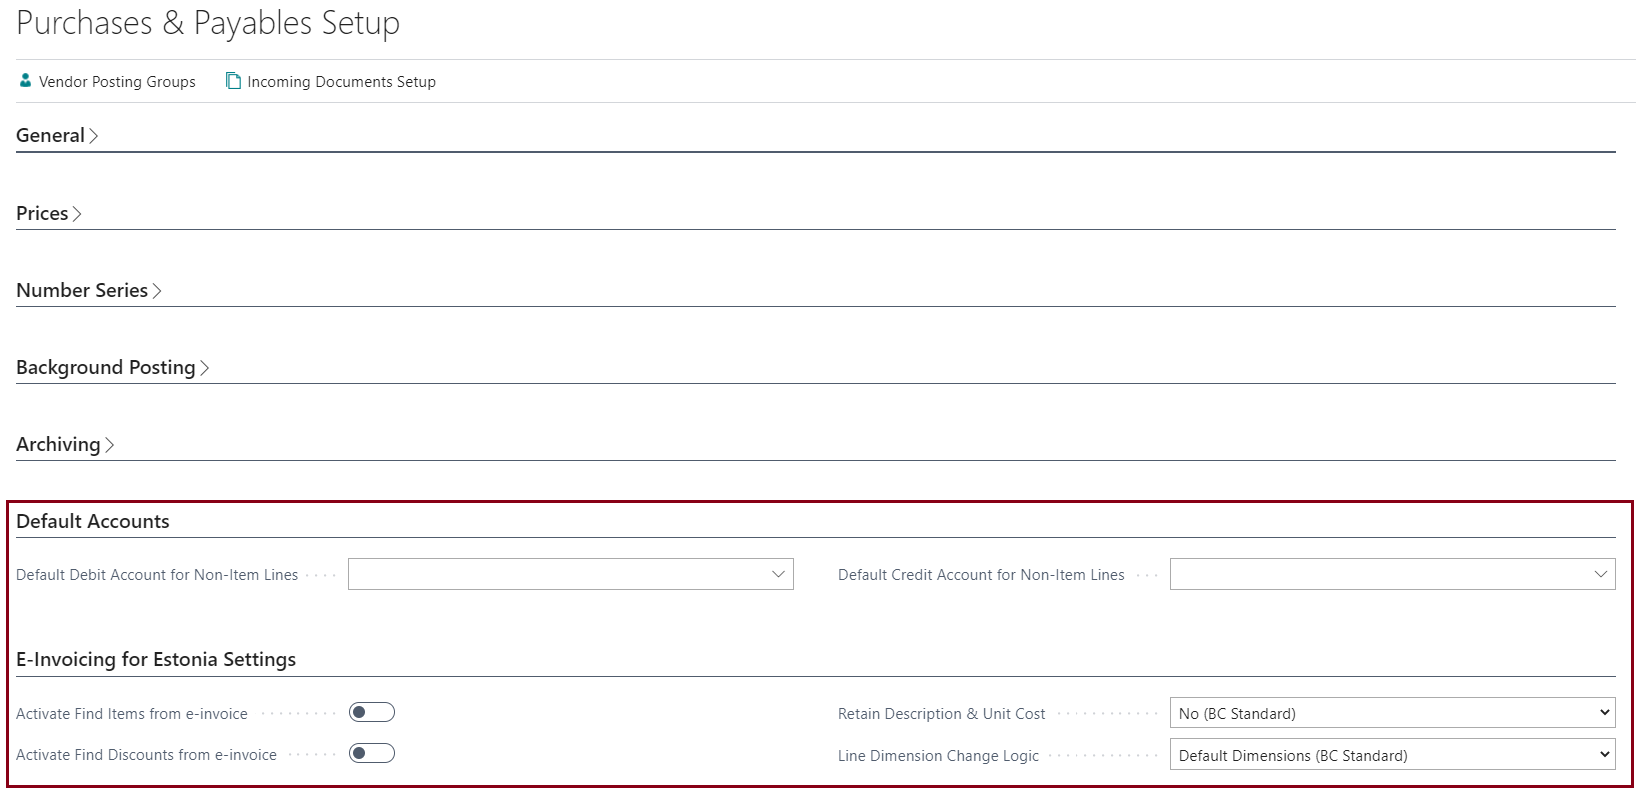 Purchases & Payables Setup
Vendor Posting Groups Incoming Documents Setup
General
Prices
Number Series
Background Posting
Archiving
Default Accounts
Default Debit Account for Non-Item Lines Default Credit Account for Non-Item Lines
E-Invoicing for Estonia Settings
Activate Find Items from e-invoice Retain Description & Unit Cost No (BC Standard)
Activate Find Discounts from e-invoice Line Dimension Change Logic Default Dimensions (BC Standard)